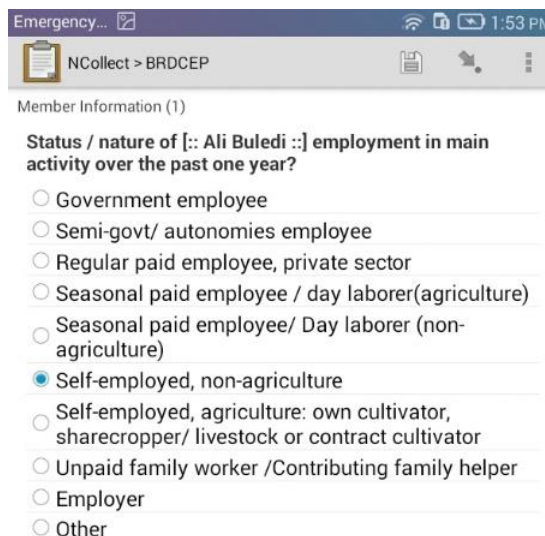 Emergency... 1:53 PM
NCollect > BRDCEP
Member Information (1)
Status / nature of [:: Ali Buledi ::] employment in main
activity over the past one year?
Government employee
Semi-govt/ autonomies employee
Regular paid employee, private sector
Seasonal paid employee / day laborer(agriculture)
Seasonal paid employee/ Day laborer (non-
agriculture)
Self-employed, non-agriculture
Self-employed, agriculture: own cultivator,
sharecropper/ livestock or contract cultivator
Unpaid family worker /Contributing family helper
Employer
Other